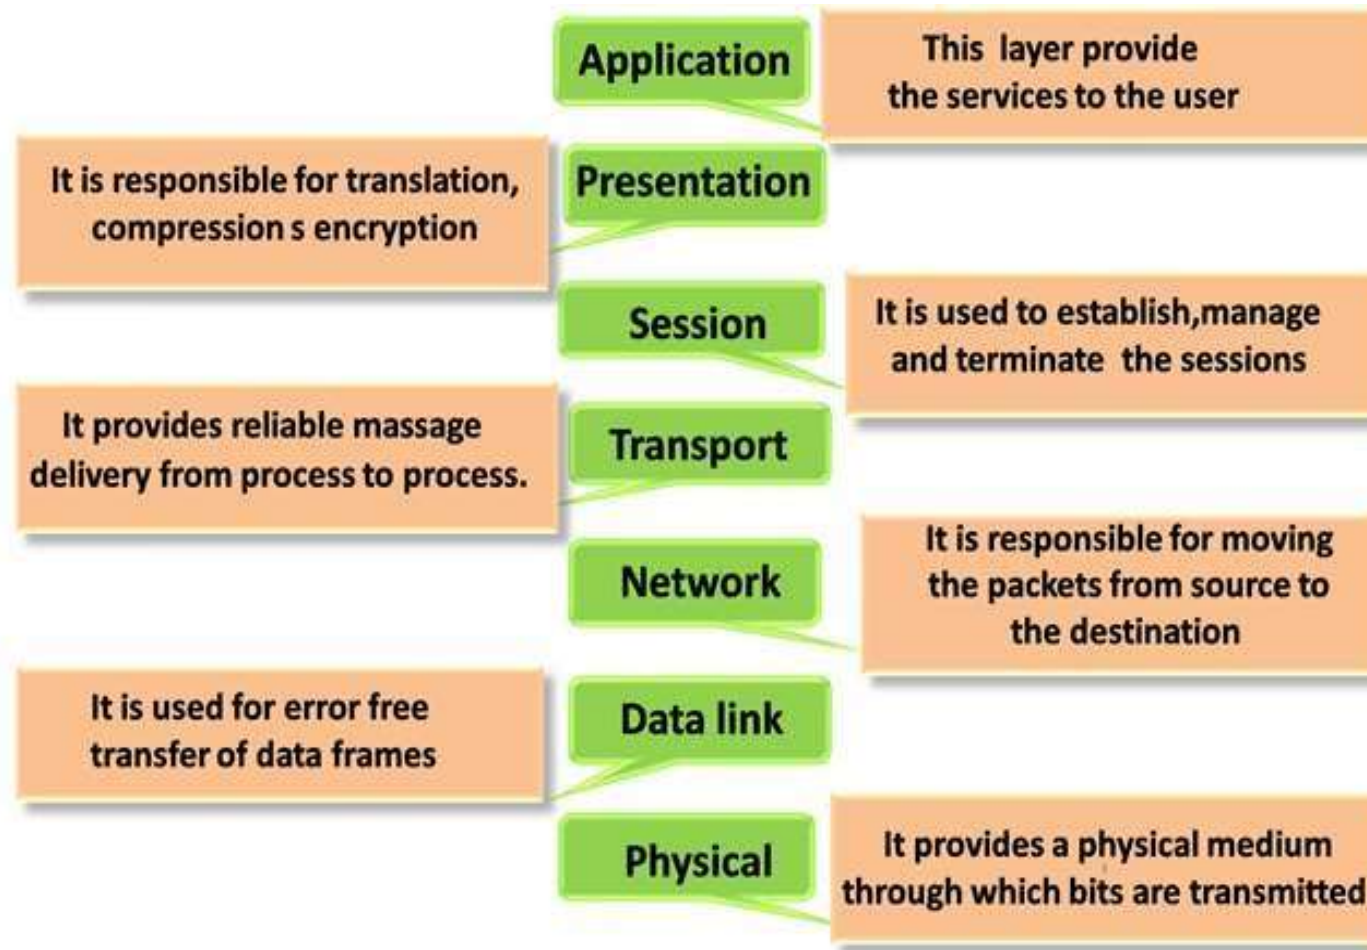 Application
This layer provide
the services to the user
Presentation
It is responsible for translation,
compression s encryption
Session
It is used to establish,manage
and terminate the sessions
Transport
It provides reliable massage
delivery from process to process.
Network
It is responsible for moving
the packets from source to
the destination
Data link
It is used for error free
transfer of data frames
Physical
It provides a physical medium
through which bits are transmitted